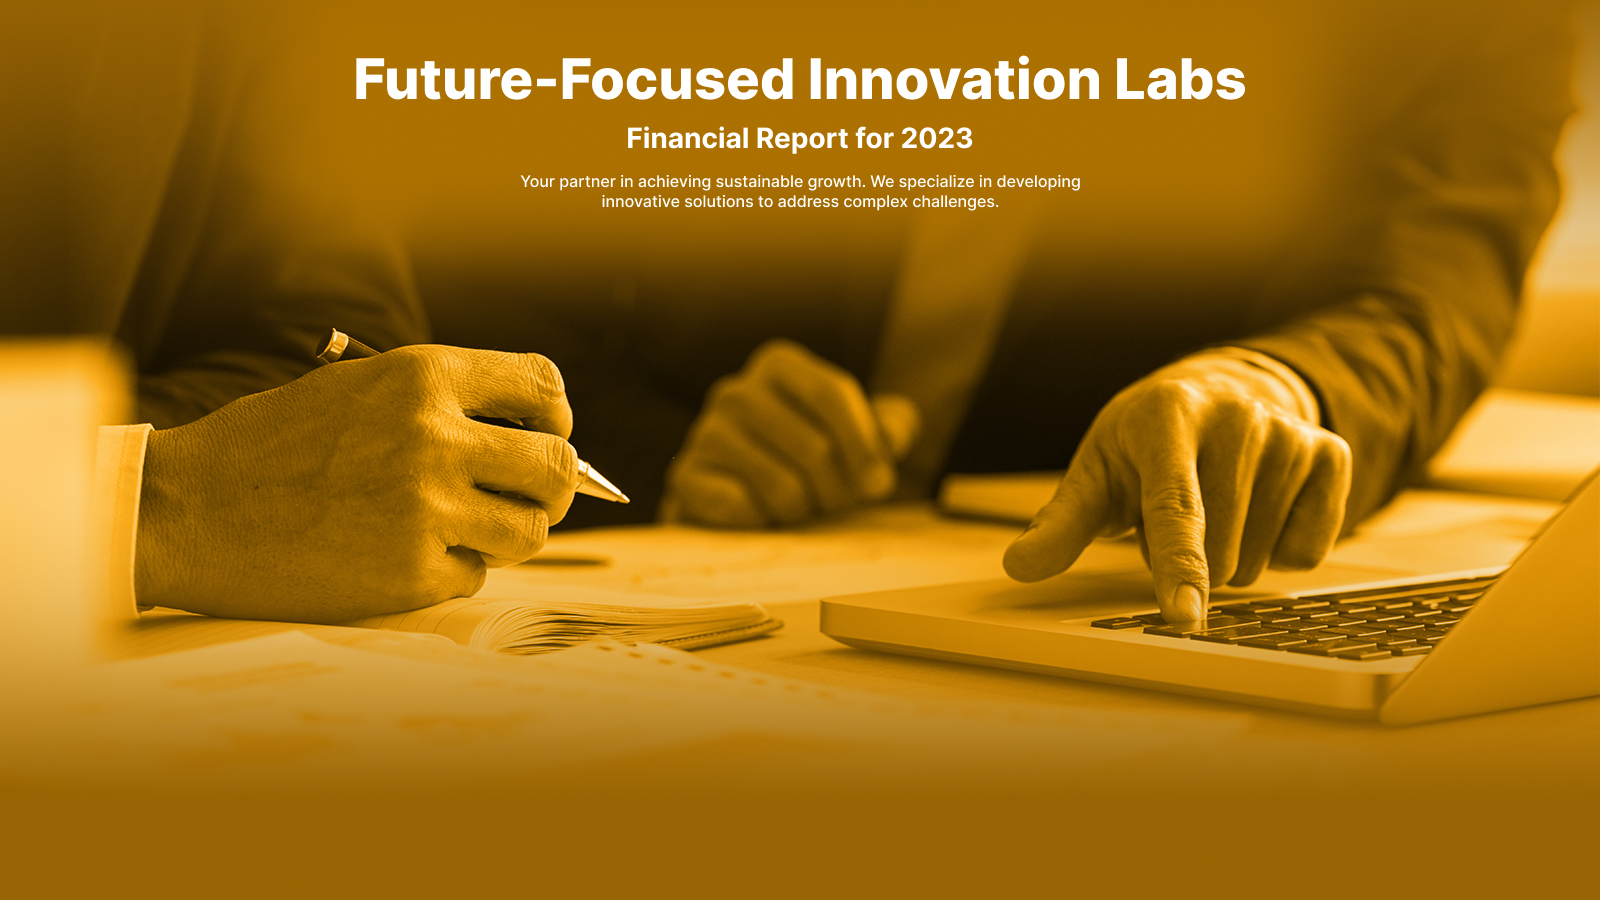 Future-Focused Innovation Labs
Financial Report for 2023
Your partner in achieving sustainable growth. We specialize in developing
innovative solutions to address complex challenges.